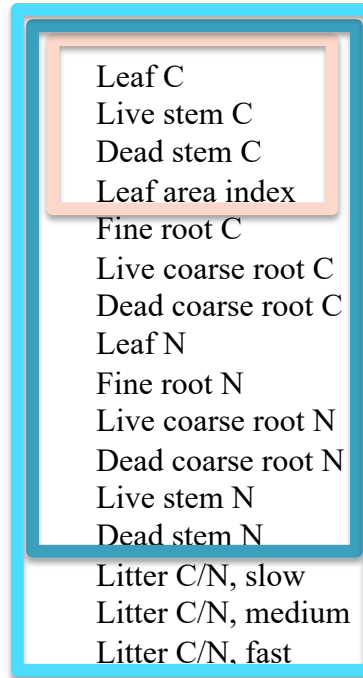 Leaf C
Live stem C
Dead stem C
Leaf area index
Fine root C
Live coarse root C
Dead coarse root C
Leaf N
Fine root N
Live coarse root N
Dead coarse root N
Live stem N
Dead stem N
Litter C/N, slow
Litter C/N, medium
Litter C/N, fast